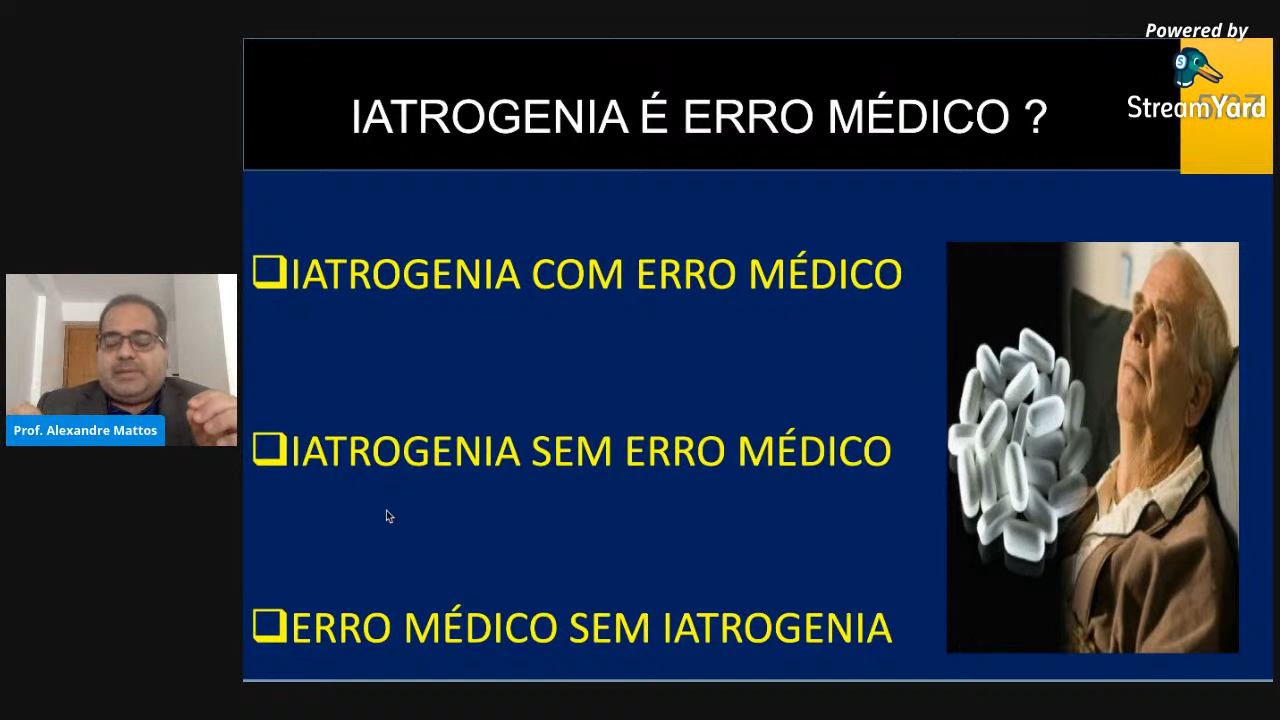 Powered by
StreamYard
IATROGENIA É ERRO MÉDICO ?
IATROGENIA COM ERRO MÉDICO
Prof. Alexandre Mattos
IATROGENIA SEM ERRO MÉDICO
ERRO MÉDICO SEM IATROGENIA